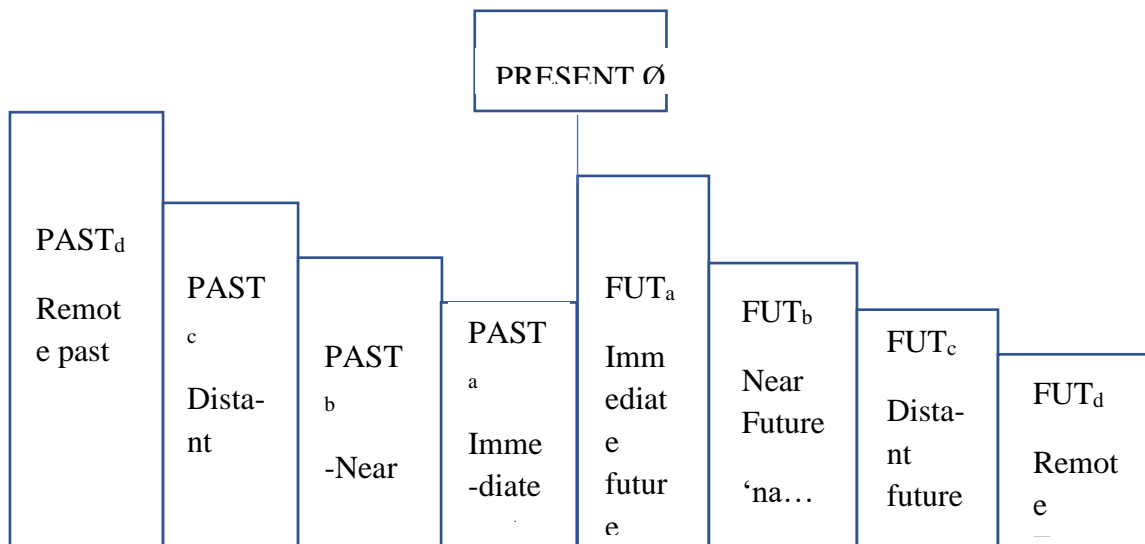 PRESENT Ø
PASTd
Remot
e past
PAST
c
Dista-
nt
PAST
b
-Near
PAST
a
Imme
-diate
FUTa
Imm
ediat
e
futur
e
FUTb
Near
Future
‘na…
FUTc
Dista-
nt
future
FUTd
Remot
e